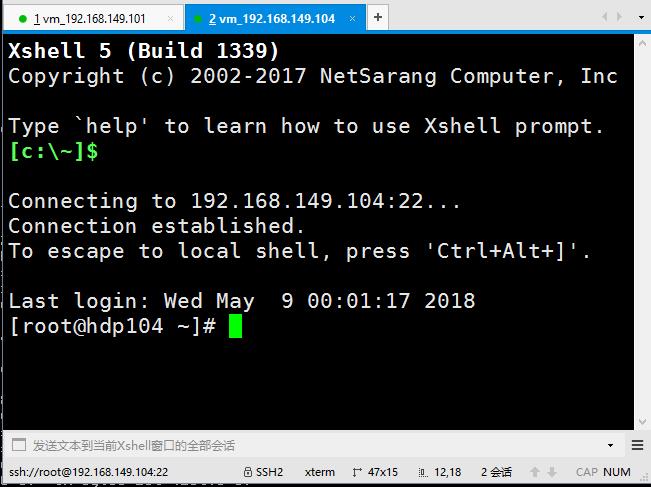 1 vm_192.168.149.101 × 2 vm_192.168.149.104 × +
Xshell 5 (Build 1339)
Copyright (c) 2002-2017 NetSarang Computer, Inc
Type `help' to learn how to use Xshell prompt.
[c:\~]$
Connecting to 192.168.149.104:22...
Connection established.
To escape to local shell, press 'Ctrl+Alt+]'.
Last login: Wed May  9 00:01:17 2018
[root@hdp104 ~]#
发送文本到当前Xshell窗口的全部会话
ssh://root@192.168.149.104:22 SSH2 xterm 47x15 12,18 2 会话 CAP NUM